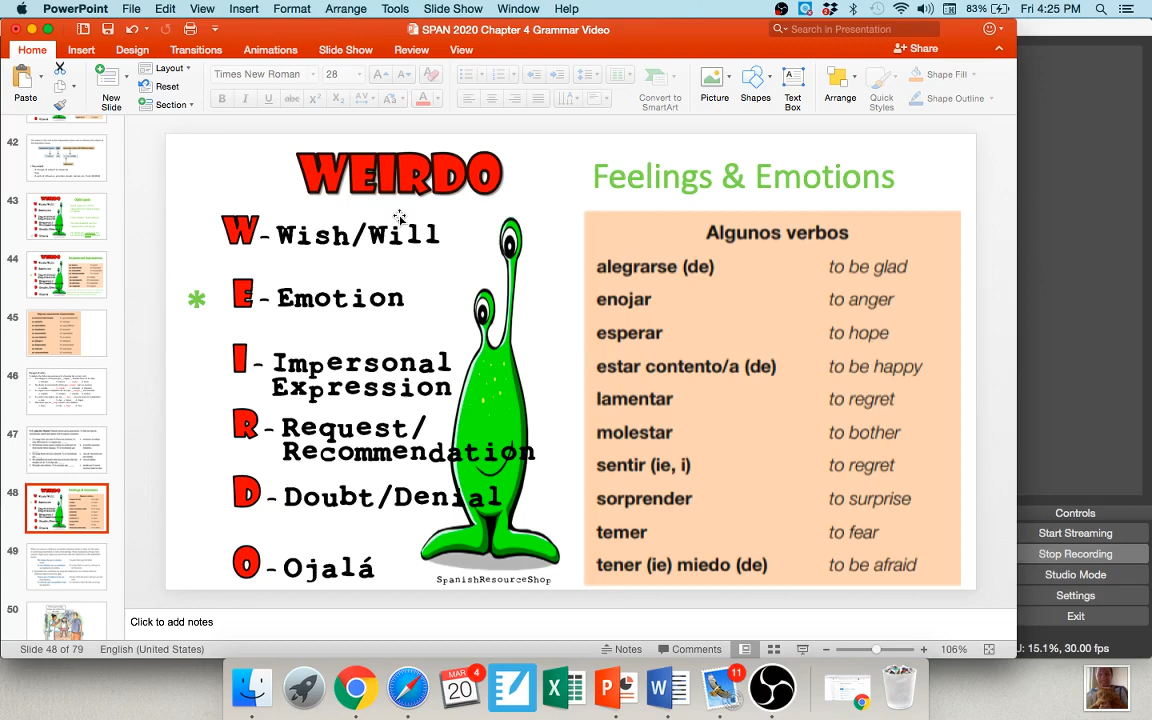 PowerPoint File Edit View Insert Format Arrange Tools Slide Show Window Help 83% Fri 4:25 PM
SPAN 2020 Chapter 4 Grammar Video
Search in Presentation
Home Insert Design Transitions Animations Slide Show Review View
Share
Paste
New Slide
Layout
Reset
Section
Times New Roman 28
Convert to SmartArt
Picture
Shapes
Text Box
Arrange
Quick Styles
Shape Fill
Shape Outline
42
43
44
45
46
47
48
49
50
WEIRDO
W - Wish/Will
* E - Emotion
I - Impersonal
Expression
R - Request/
Recommendation
D - Doubt/Denial
O - Ojalá
SpanishResourceShop
Feelings & Emotions
Algunos verbos
alegrarse (de) to be glad
enojar to anger
esperar to hope
estar contento/a (de) to be happy
lamentar to regret
molestar to bother
sentir (ie, i) to regret
sorprender to surprise
temer to fear
tener (ie) miedo (de) to be afraid
Click to add notes
Slide 48 of 79 English (United States) Notes Comments 106%
Controls
Start Streaming
Stop Recording
Studio Mode
Settings
Exit
U: 15.1%, 30.00 fps
MAR
20
4
11